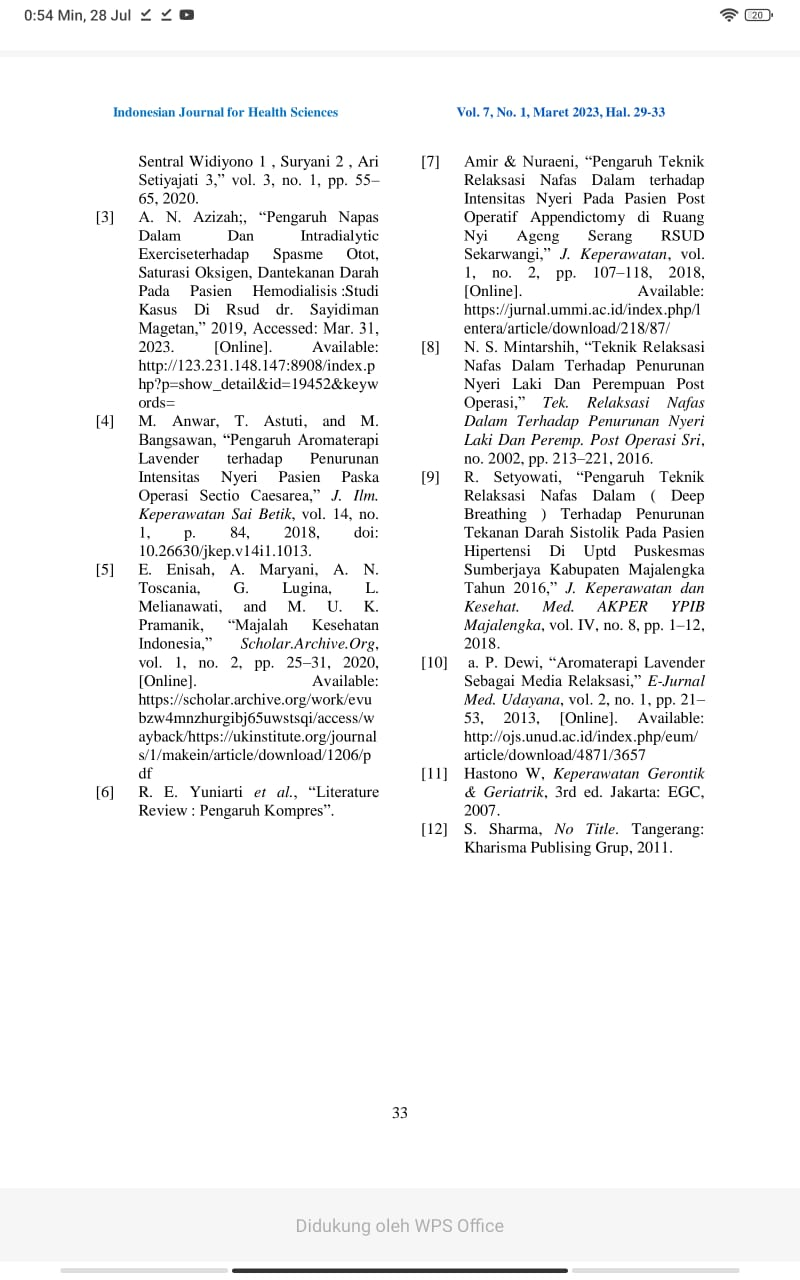 0:54 Min, 28 Jul
20
Indonesian Journal for Health Sciences
Vol. 7, No. 1, Maret 2023, Hal. 29-33
Sentral Widiyono 1 , Suryani 2 , Ari
Setiyajati 3,” vol. 3, no. 1, pp. 55–
65, 2020.
[3] A. N. Azizah;, “Pengaruh Napas
Dalam Dan Intradialytic
Exerciseterhadap Spasme Otot,
Saturasi Oksigen, Dantekanan Darah
Pada Pasien Hemodialisis :Studi
Kasus Di Rsud dr. Sayidiman
Magetan,” 2019, Accessed: Mar. 31,
2023. [Online]. Available:
http://123.231.148.147:8908/index.p
hp?p=show_detail&id=19452&keyw
ords=
[4] M. Anwar, T. Astuti, and M.
Bangsawan, “Pengaruh Aromaterapi
Lavender terhadap Penurunan
Intensitas Nyeri Pasien Paska
Operasi Sectio Caesarea,” J. Ilm.
Keperawatan Sai Betik, vol. 14, no.
1, p. 84, 2018, doi:
10.26630/jkep.v14i1.1013.
[5] E. Enisah, A. Maryani, A. N.
Toscania, G. Lugina, L.
Melianawati, and M. U. K.
Pramanik, “Majalah Kesehatan
Indonesia,” Scholar.Archive.Org,
vol. 1, no. 2, pp. 25–31, 2020,
[Online]. Available:
https://scholar.archive.org/work/evu
bzw4mnzhurgibj65uwstsqi/access/w
ayback/https://ukinstitute.org/journal
s/1/makein/article/download/1206/p
df
[6] R. E. Yuniarti et al., “Literature
Review : Pengaruh Kompres”.
[7] Amir & Nuraeni, “Pengaruh Teknik
Relaksasi Nafas Dalam terhadap
Intensitas Nyeri Pada Pasien Post
Operatif Appendictomy di Ruang
Nyi Ageng Serang RSUD
Sekarwangi,” J. Keperawatan, vol.
1, no. 2, pp. 107–118, 2018,
[Online]. Available:
https://jurnal.ummi.ac.id/index.php/l
entera/article/download/218/87/
[8] N. S. Mintarshih, “Teknik Relaksasi
Nafas Dalam Terhadap Penurunan
Nyeri Laki Dan Perempuan Post
Operasi,” Tek. Relaksasi Nafas
Dalam Terhadap Penurunan Nyeri
Laki Dan Peremp. Post Operasi Sri,
no. 2002, pp. 213–221, 2016.
[9] R. Setyowati, “Pengaruh Teknik
Relaksasi Nafas Dalam ( Deep
Breathing ) Terhadap Penurunan
Tekanan Darah Sistolik Pada Pasien
Hipertensi Di Uptd Puskesmas
Sumberjaya Kabupaten Majalengka
Tahun 2016,” J. Keperawatan dan
Kesehat. Med. AKPER YPIB
Majalengka, vol. IV, no. 8, pp. 1–12,
2018.
[10] a. P. Dewi, “Aromaterapi Lavender
Sebagai Media Relaksasi,” E-Jurnal
Med. Udayana, vol. 2, no. 1, pp. 21–
53, 2013, [Online]. Available:
http://ojs.unud.ac.id/index.php/eum/
article/download/4871/3657
[11] Hastono W, Keperawatan Gerontik
& Geriatrik, 3rd ed. Jakarta: EGC,
2007.
[12] S. Sharma, No Title. Tangerang:
Kharisma Publising Grup, 2011.
33
Didukung oleh WPS Office